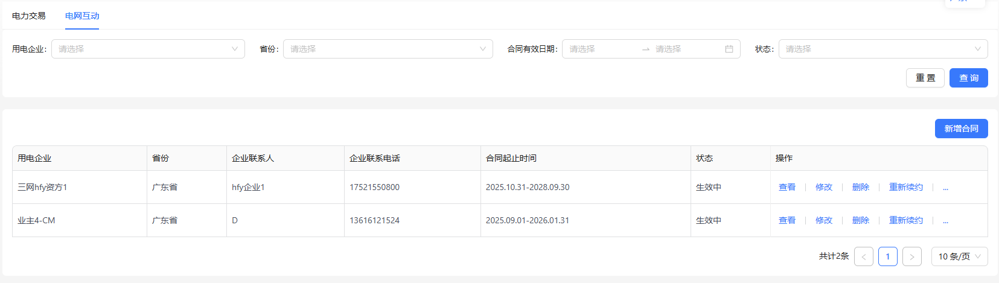 电力交易 电网互动
用电企业: 请选择 省份: 请选择 合同有效日期: 请选择 → 请选择 状态: 请选择
重 置 查 询
新增合同
用电企业 省份 企业联系人 企业联系电话 合同起止时间 状态 操作
三网hfy资方1 广东省 hfy企业1 17521550800 2025.10.31-2028.09.30 生效中 查看 修改 删除 重新续约 ...
业主4-CM 广东省 D 13616121524 2025.09.01-2026.01.31 生效中 查看 修改 删除 重新续约 ...
共计2条 < 1 > 10 条/页